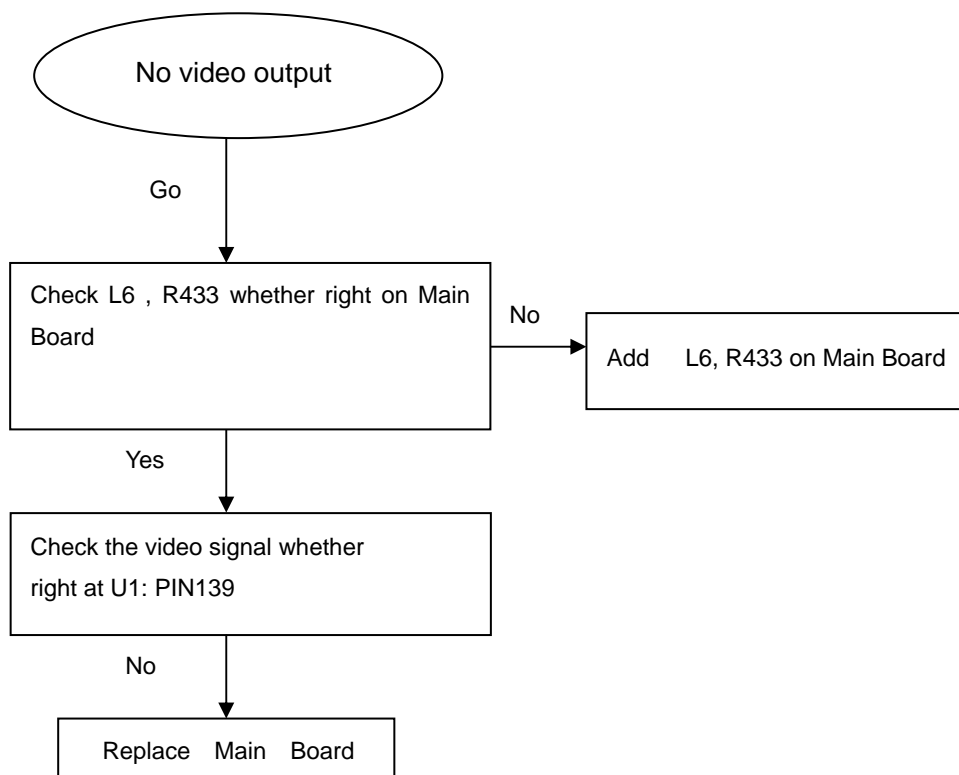 No video output
Go
Check L6 , R433 whether right on Main
Board
No
Add L6, R433 on Main Board
Yes
Check the video signal whether
right at U1: PIN139
No
Replace Main Board